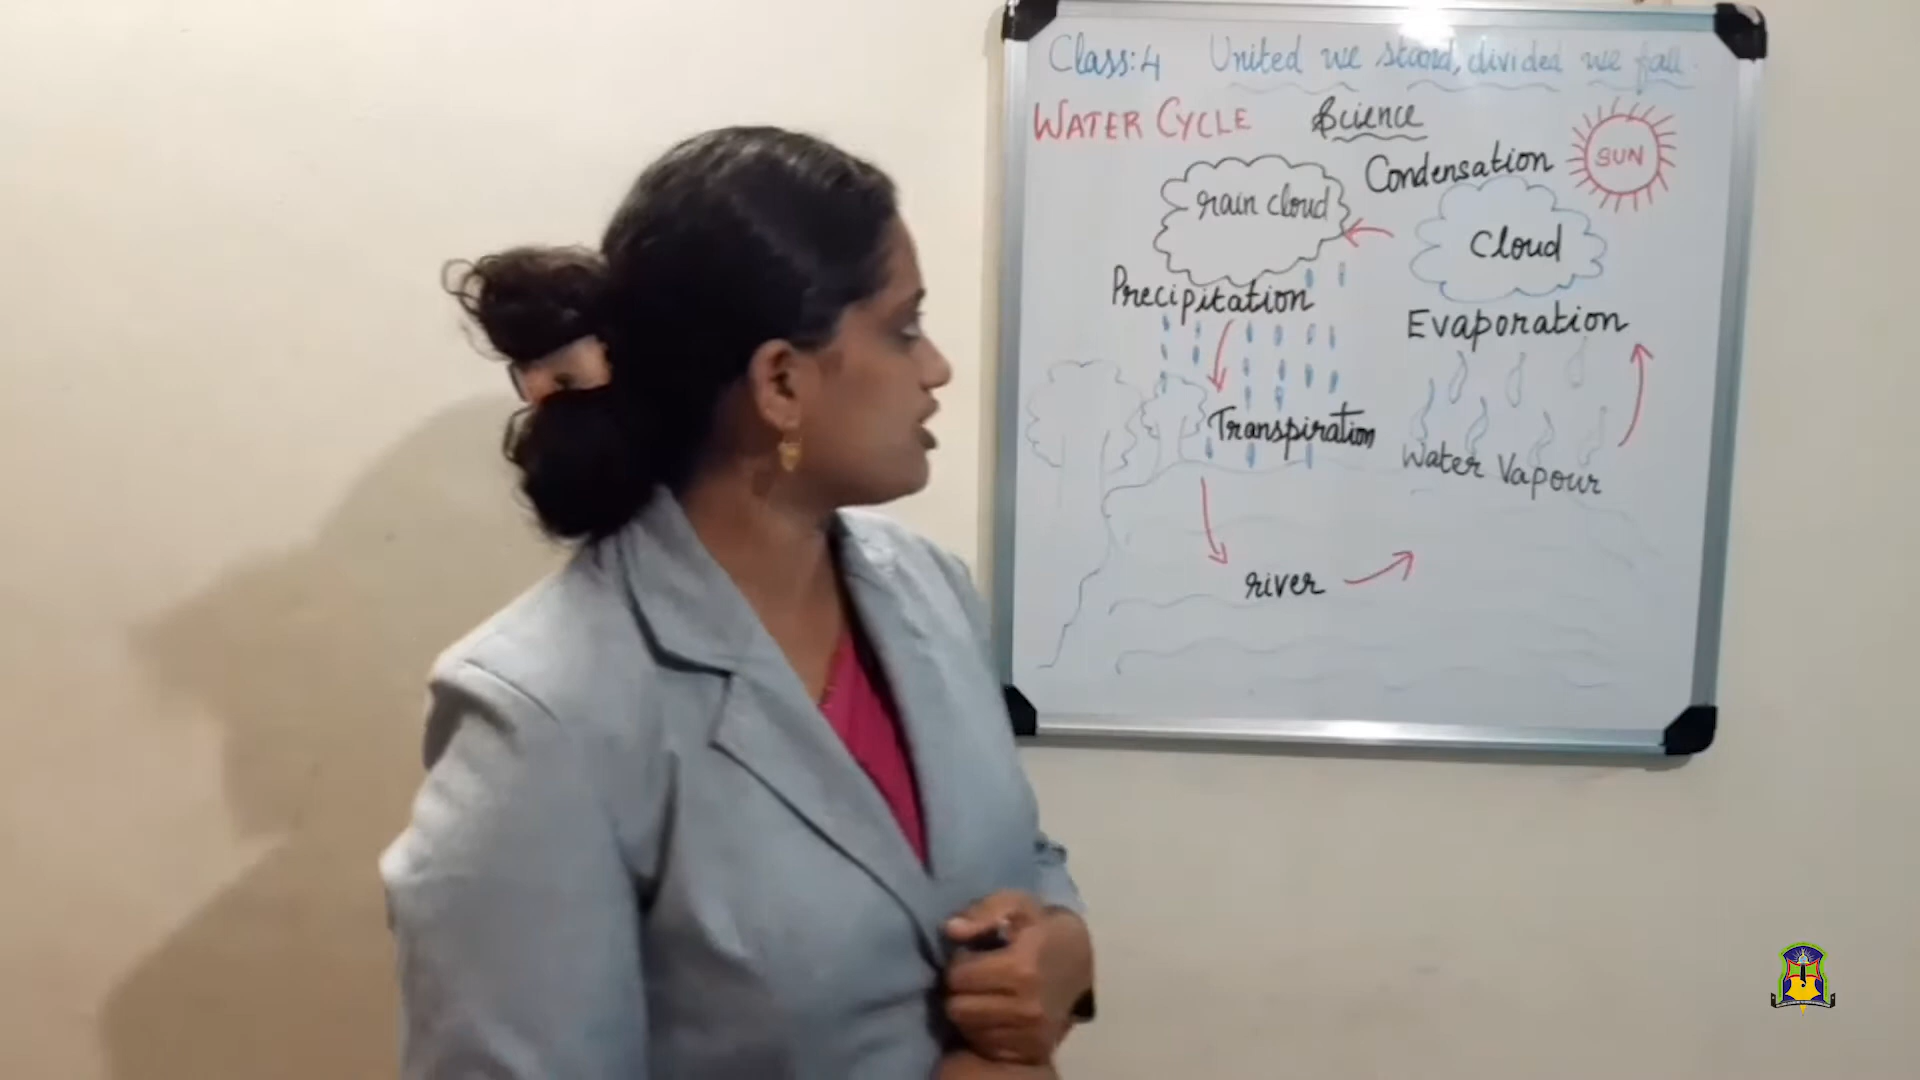 Class:4 United we stand, divided we fall.
WATER CYCLE Science
Condensation
SUN
rain cloud
Cloud
Precipitation
Evaporation
Transpiration
Water Vapour
river